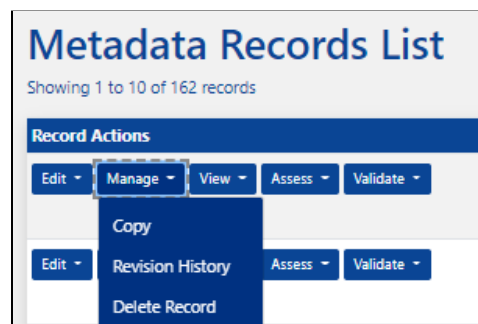 Metadata Records List
Showing 1 to 10 of 162 records
Record Actions
Edit Manage View Assess Validate
Copy
Edit Revision History Assess Validate
Delete Record